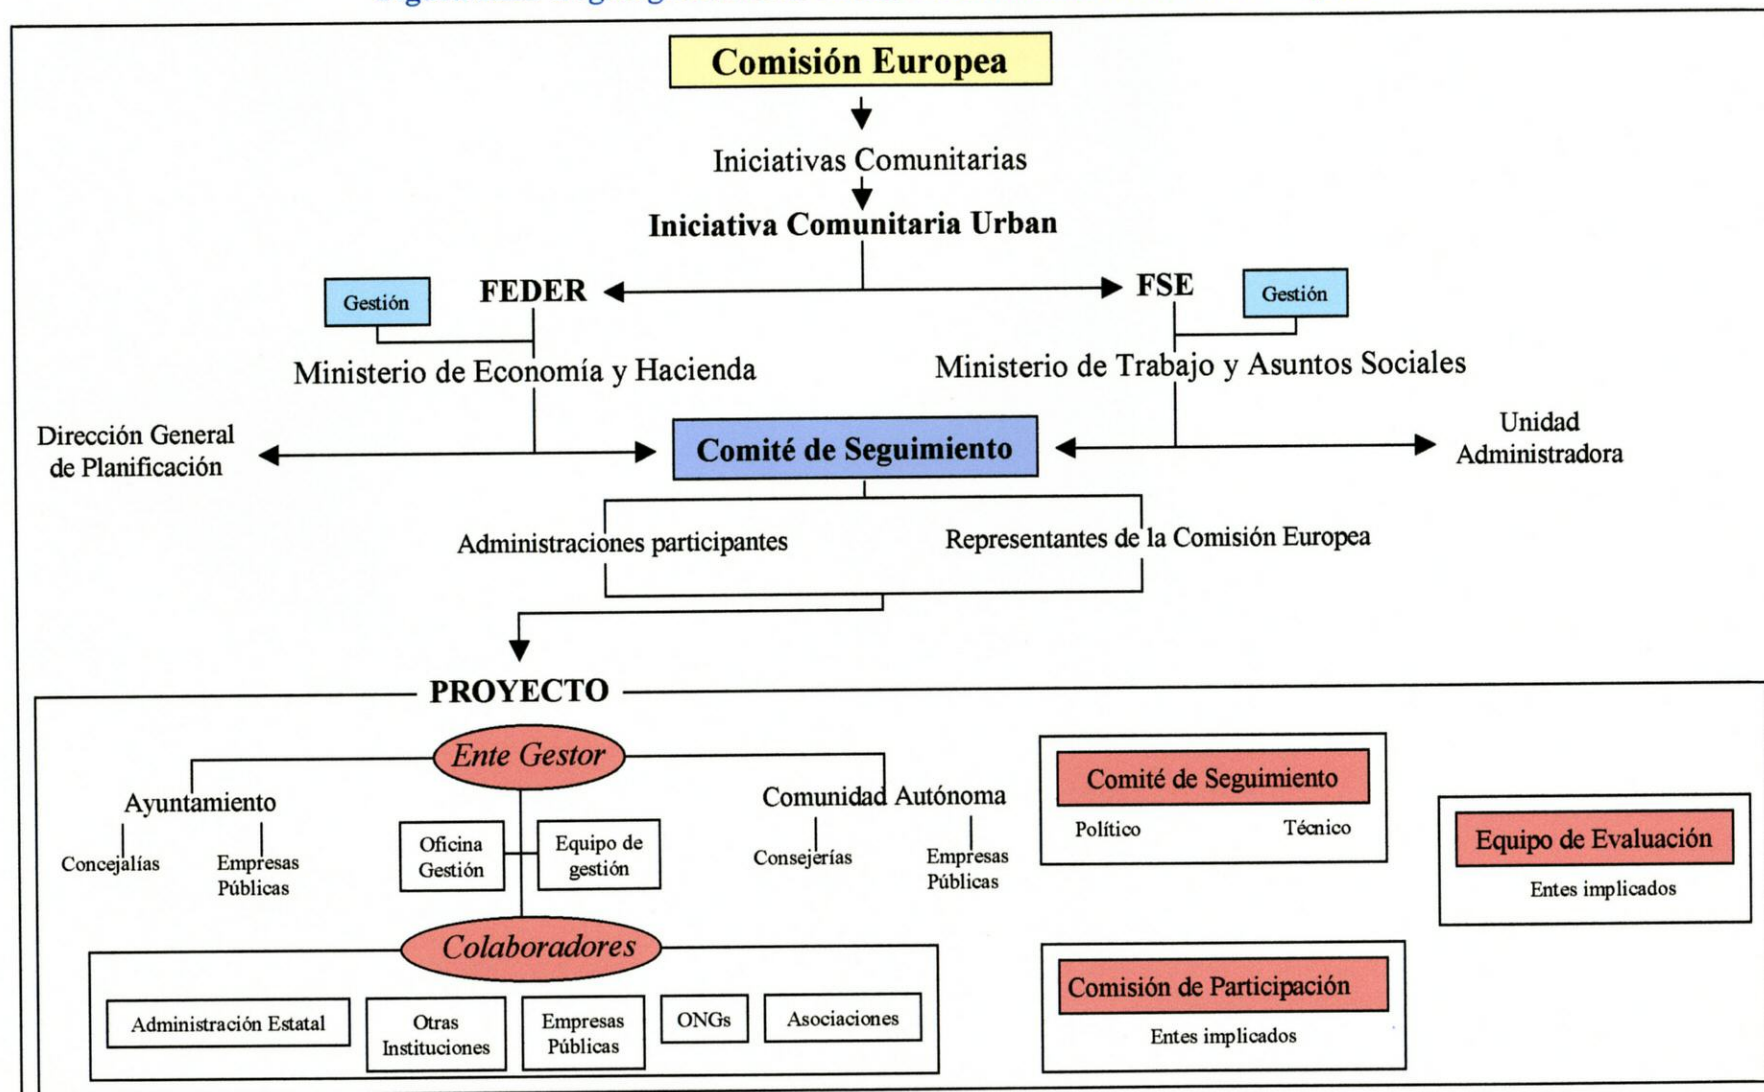 Comisión Europea
Iniciativas Comunitarias
Iniciativa Comunitaria Urban
Gestión
FEDER
FSE
Gestión
Ministerio de Economía y Hacienda
Ministerio de Trabajo y Asuntos Sociales
Dirección General
de Planificación
Comité de Seguimiento
Unidad
Administradora
Administraciones participantes
Representantes de la Comisión Europea
PROYECTO
Ente Gestor
Ayuntamiento
Concejalías
Empresas
Públicas
Oficina
Gestión
Equipo de
gestión
Comunidad Autónoma
Consejerías
Empresas
Públicas
Comité de Seguimiento
Político
Técnico
Equipo de Evaluación
Entes implicados
Colaboradores
Administración Estatal
Otras
Instituciones
Empresas
Públicas
ONGs
Asociaciones
Comisión de Participación
Entes implicados